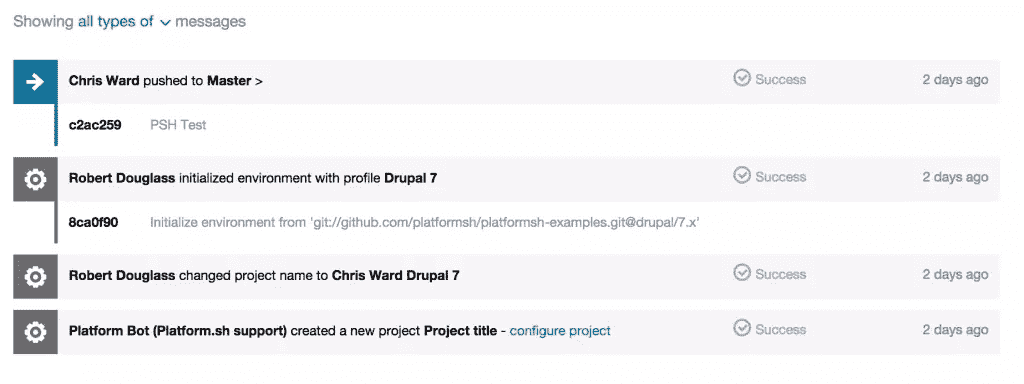 Showing all types of messages
Chris Ward pushed to Master > Success 2 days ago
c2ac259 PSH Test
Robert Douglass initialized environment with profile Drupal 7 Success 2 days ago
8ca0f90 Initialize environment from 'git://github.com/platformsh/platformsh-examples.git@drupal/7.x'
Robert Douglass changed project name to Chris Ward Drupal 7 Success 2 days ago
Platform Bot (Platform.sh support) created a new project Project title - configure project Success 2 days ago